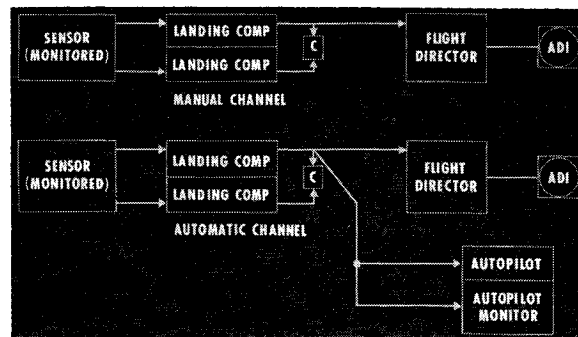 SENSOR
(MONITORED)
LANDING COMP
LANDING COMP
C
MANUAL CHANNEL
FLIGHT
DIRECTOR
ADI
SENSOR
(MONITORED)
LANDING COMP
LANDING COMP
C
AUTOMATIC CHANNEL
FLIGHT
DIRECTOR
ADI
AUTOPILOT
AUTOPILOT
MONITOR